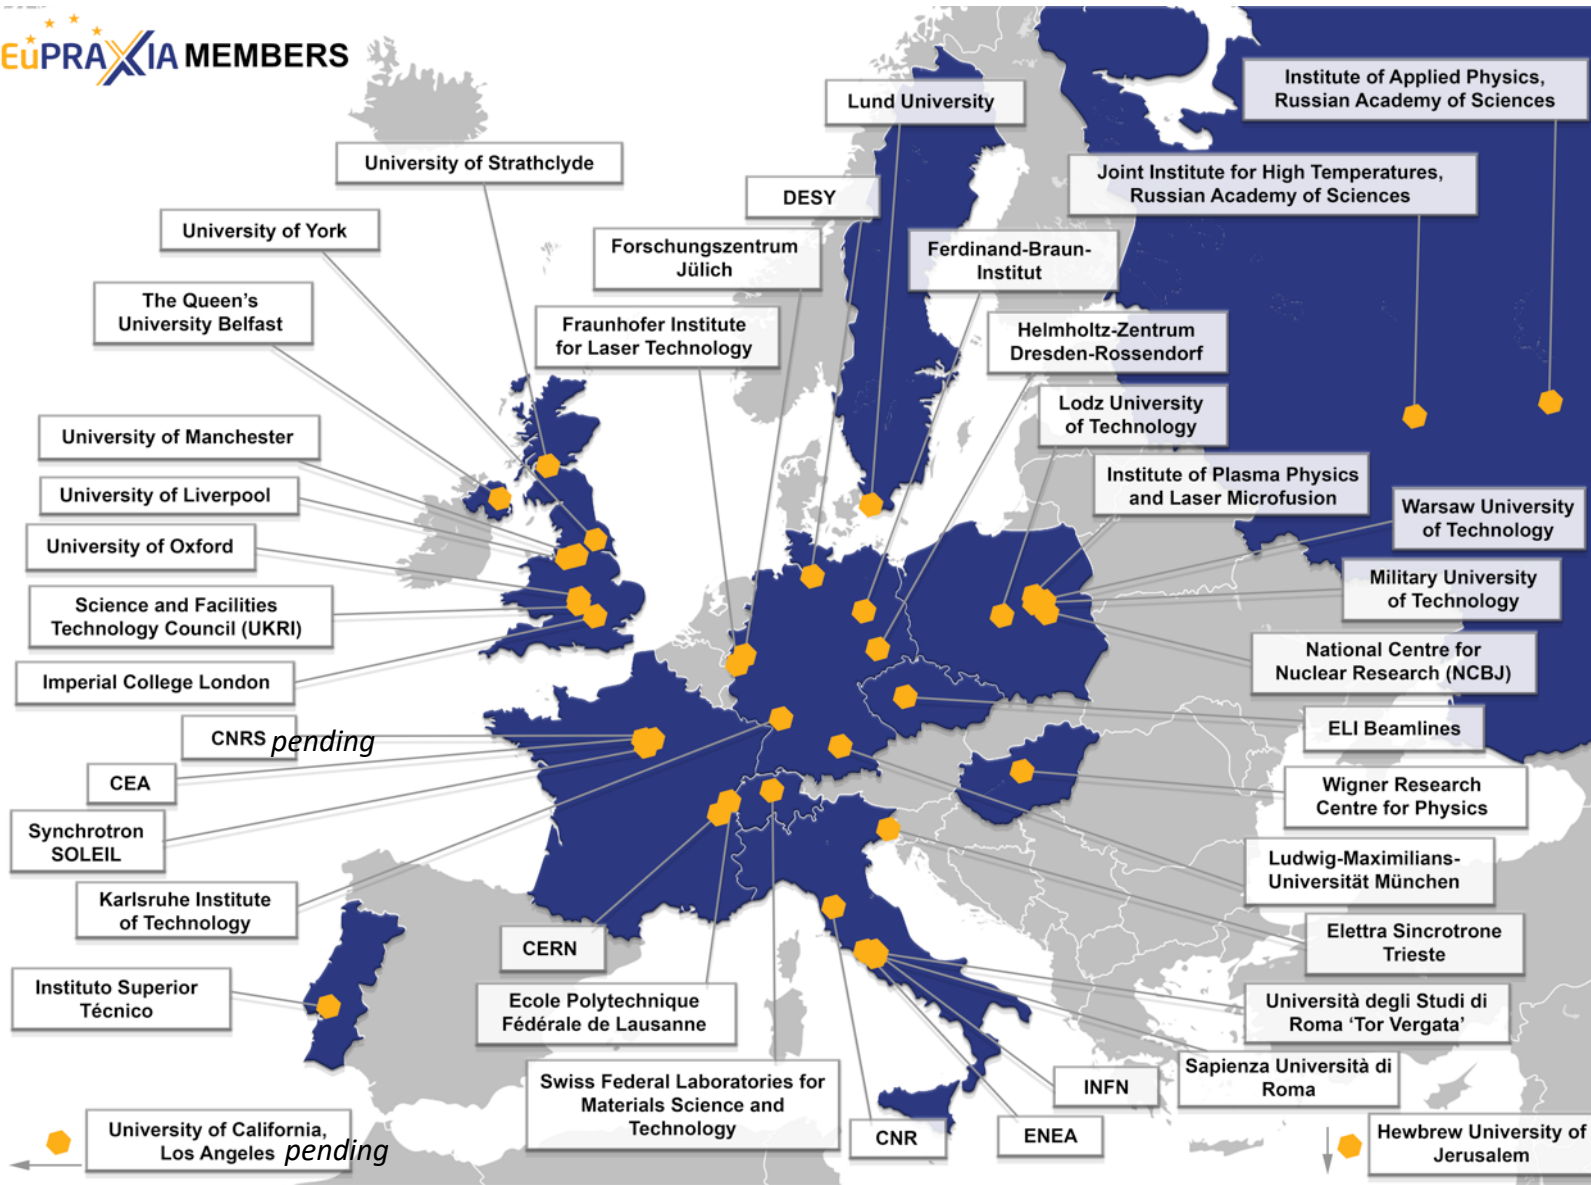 EuPRAXIA MEMBERS
Lund University
Institute of Applied Physics,
Russian Academy of Sciences
University of Strathclyde
DESY
Joint Institute for High Temperatures,
Russian Academy of Sciences
University of York
Forschungszentrum
Jülich
Ferdinand-Braun-
Institut
The Queen's
University Belfast
Fraunhofer Institute
for Laser Technology
Helmholtz-Zentrum
Dresden-Rossendorf
Lodz University
of Technology
University of Manchester
Institute of Plasma Physics
and Laser Microfusion
University of Liverpool
Warsaw University
of Technology
University of Oxford
Military University
of Technology
Science and Facilities
Technology Council (UKRI)
National Centre for
Nuclear Research (NCBJ)
Imperial College London
CNRS pending
ELI Beamlines
CEA
Wigner Research
Centre for Physics
Synchrotron
SOLEIL
Ludwig-Maximilians-
Universität München
Karlsruhe Institute
of Technology
CERN
Elettra Sincrotrone
Trieste
Instituto Superior
Técnico
Ecole Polytechnique
Fédérale de Lausanne
Università degli Studi di
Roma ‘Tor Vergata’
Swiss Federal Laboratories for
Materials Science and
Technology
Sapienza Università di
Roma
INFN
University of California,
Los Angeles pending
CNR
ENEA
Hewbrew University of
Jerusalem